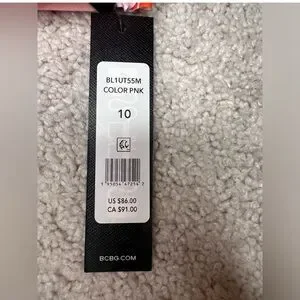 BL1UT55M
COLOR PNK
10
US $86.00
CA $91.00
BCBG.COM